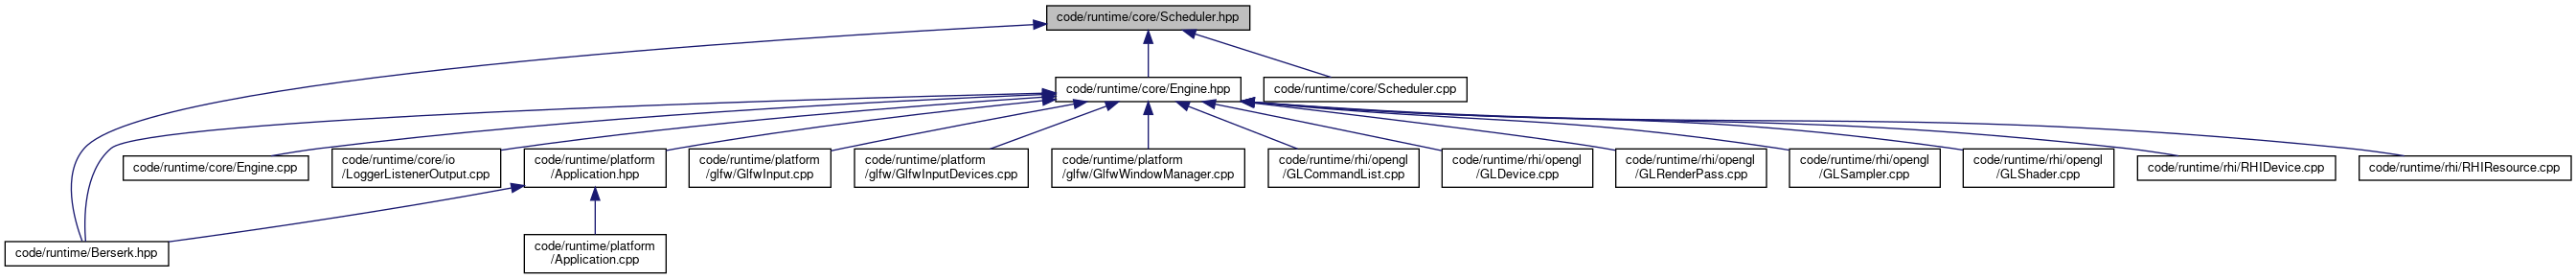 code/runtime/core/Scheduler.hpp
code/runtime/core/Engine.hpp
code/runtime/core/Scheduler.cpp
code/runtime/core/Engine.cpp
code/runtime/core/io
/LoggerListenerOutput.cpp
code/runtime/platform
/Application.hpp
code/runtime/platform
/glfw/GlfwInput.cpp
code/runtime/platform
/glfw/GlfwInputDevices.cpp
code/runtime/platform
/glfw/GlfwWindowManager.cpp
code/runtime/rhi/opengl
/GLCommandList.cpp
code/runtime/rhi/opengl
/GLDevice.cpp
code/runtime/rhi/opengl
/GLRenderPass.cpp
code/runtime/rhi/opengl
/GLSampler.cpp
code/runtime/rhi/opengl
/GLShader.cpp
code/runtime/rhi/RHIDevice.cpp
code/runtime/rhi/RHIResource.cpp
code/runtime/Berserk.hpp
code/runtime/platform
/Application.cpp